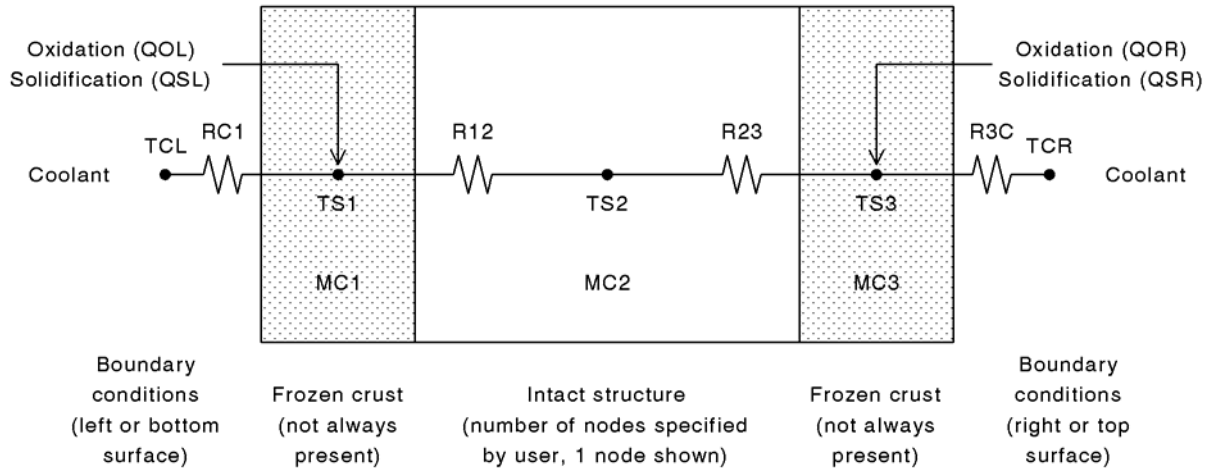 Oxidation (QOL)
Solidification (QSL)
Oxidation (QOR)
Solidification (QSR)
RC1
R12
R23
R3C
TCL
TCR
Coolant
Coolant
TS1
TS2
TS3
MC1
MC2
MC3
Boundary
conditions
(left or bottom
surface)
Frozen crust
(not always
present)
Intact structure
(number of nodes specified
by user, 1 node shown)
Frozen crust
(not always
present)
Boundary
conditions
(right or top
surface)